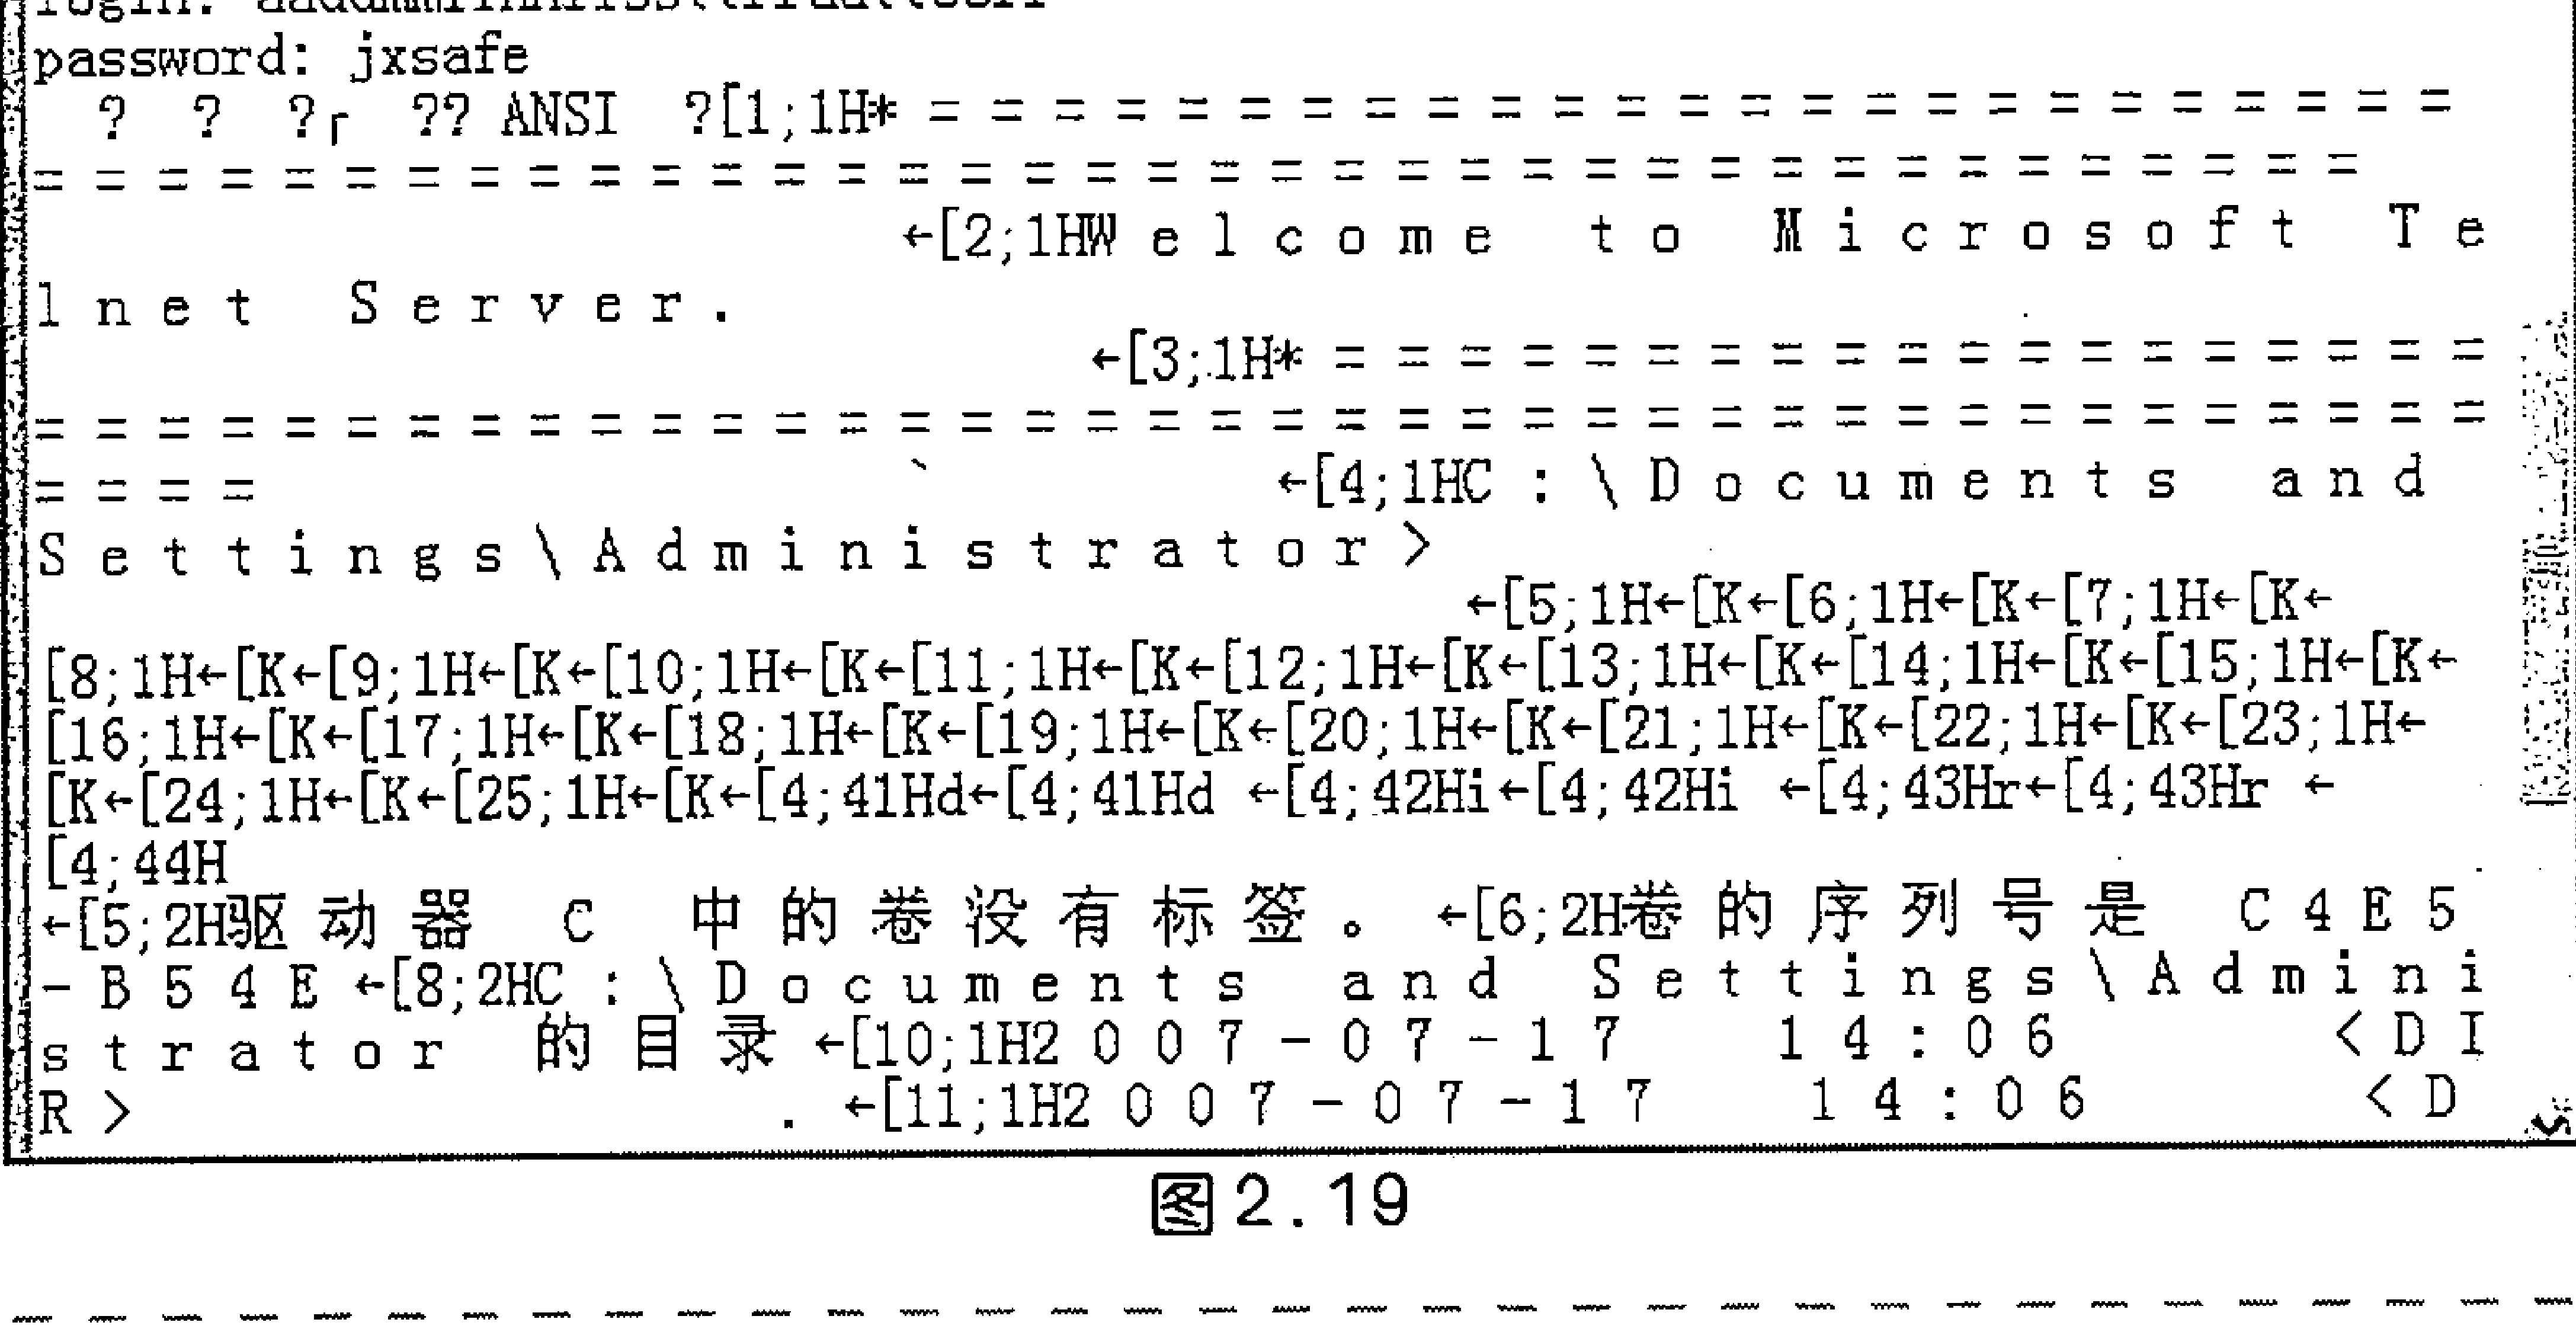 login: aaddmmiinniissttrraattoorr
password: jxsafe
? ? ?┌ ?? ANSI ?[1;1H* = = = = = = = = = = = = = = = = = = = = = = = = =
= = = = = = = = = = = = = = = = = = = = = = = = = = = = = = = = = = = = = =
←[2;1HW e l c o m e   t o   M i c r o s o f t   T e
l n e t   S e r v e r .
←[3;1H* = = = = = = = = = = = = = = = = = = =
= = = = = = = = = = = = = = = = = = = = = = = = = = = = = = = = = = = = = = = =
= = = = ←[4;1HC : \ D o c u m e n t s   a n d
S e t t i n g s \ A d m i n i s t r a t o r >
←[5;1H←[K←[6;1H←[K←[7;1H←[K←
[8;1H←[K←[9;1H←[K←[10;1H←[K←[11;1H←[K←[12;1H←[K←[13;1H←[K←[14;1H←[K←[15;1H←[K←
[16;1H←[K←[17;1H←[K←[18;1H←[K←[19;1H←[K←[20;1H←[K←[21;1H←[K←[22;1H←[K←[23;1H←
[K←[24;1H←[K←[25;1H←[K←[4;41Hd←[4;41Hd ←[4;42Hi←[4;42Hi ←[4;43Hr←[4;43Hr ←
[4;44H
←[5;2H驱 动 器   C   中 的 卷 没 有 标 签 。 ←[6;2H卷 的 序 列 号 是   C 4 E 5
- B 5 4 E ←[8;2HC : \ D o c u m e n t s   a n d   S e t t i n g s \ A d m i n i
s t r a t o r   的 目 录 ←[10;1H2 0 0 7 - 0 7 - 1 7   1 4 : 0 6   < D I
R >   . ←[11;1H2 0 0 7 - 0 7 - 1 7   1 4 : 0 6   < D
图2.19